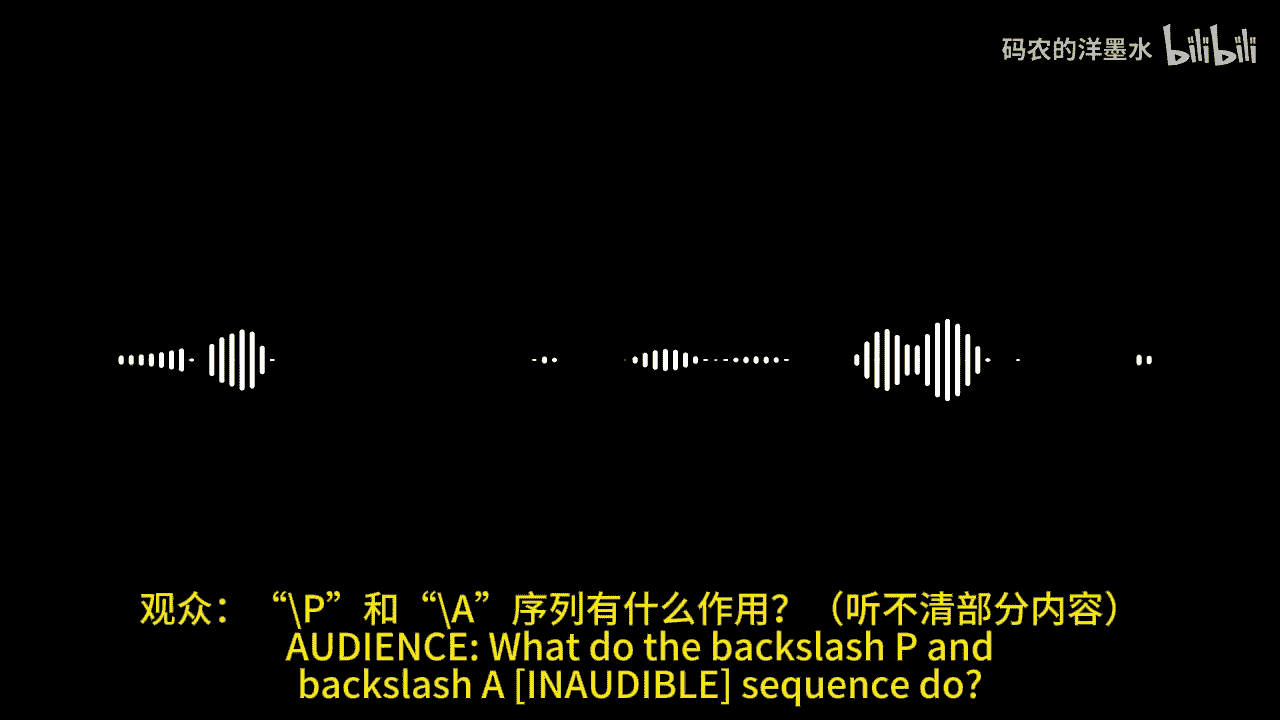 码农的洋墨水 bilibili
观众：“\P”和“\A”序列有什么作用？（听不清部分内容）
AUDIENCE: What do the backslash P and
backslash A [INAUDIBLE] sequence do?